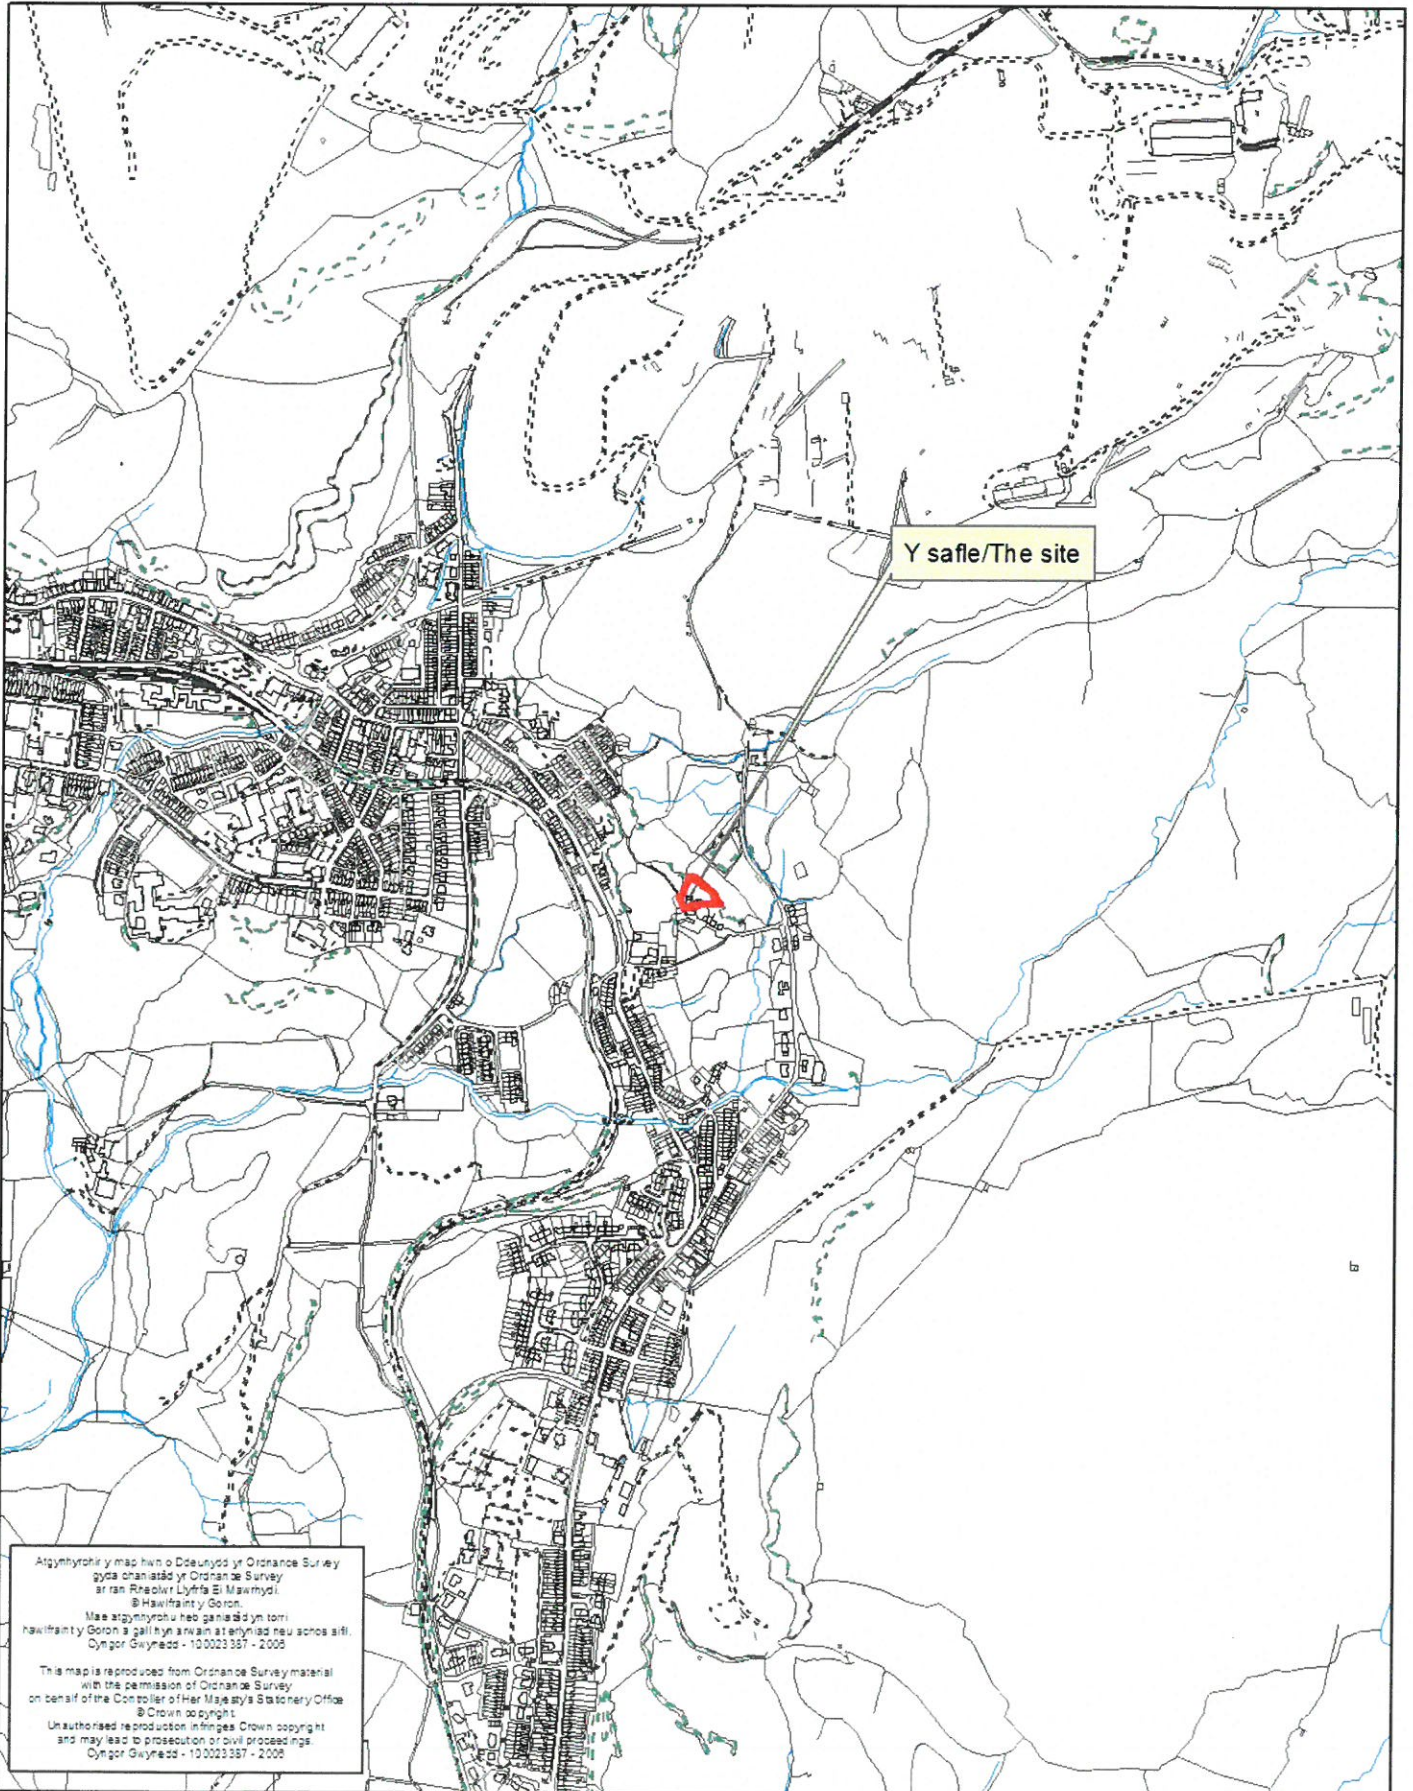 Y safle/The site
Atgynhyrchir y map hwn o Ddeunydd yr Ordnance Survey
gyda chaniatâd yr Ordnance Survey
ar ran Rheolwr Llyfrfa Ei Mawrhydi.
© Hawlfraint y Goron.
Mae atgynhyrchu heb ganiatâd yn torri
hawlfraint y Goron a gall hyn arwain at erlyniad neu achos sifil.
Cyngor Gwynedd - 100023387 - 2006
This map is reproduced from Ordnance Survey material
with the permission of Ordnance Survey
on behalf of the Controller of Her Majesty's Stationery Office
© Crown copyright.
Unauthorised reproduction infringes Crown copyright
and may lead to prosecution or civil proceedings.
Cyngor Gwynedd - 100023387 - 2006